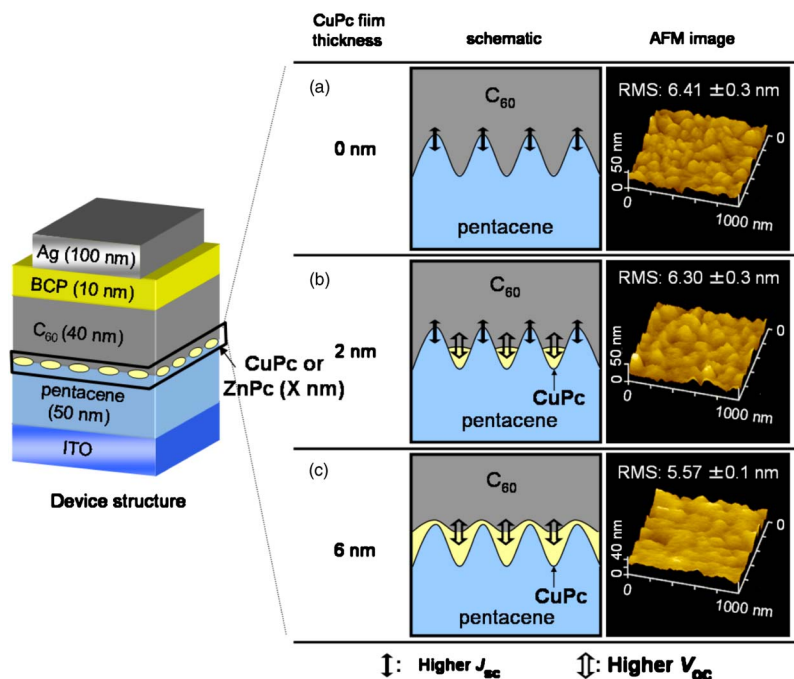 CuPc fiim
thickness
schematic
AFM image
(a)
0 nm
C60
pentacene
RMS: 6.41 ±0.3 nm
0 50 nm
0
1000 nm
0
(b)
2 nm
C60
CuPc
pentacene
RMS: 6.30 ±0.3 nm
0 50 nm
0
1000 nm
0
(c)
6 nm
C60
CuPc
pentacene
RMS: 5.57 ±0.1 nm
0 40 nm
0
1000 nm
0
Ag (100 nm)
BCP (10 nm)
C60 (40 nm)
CuPc or
ZnPc (X nm)
pentacene
(50 nm)
ITO
Device structure
: Higher Jsc
: Higher Voc